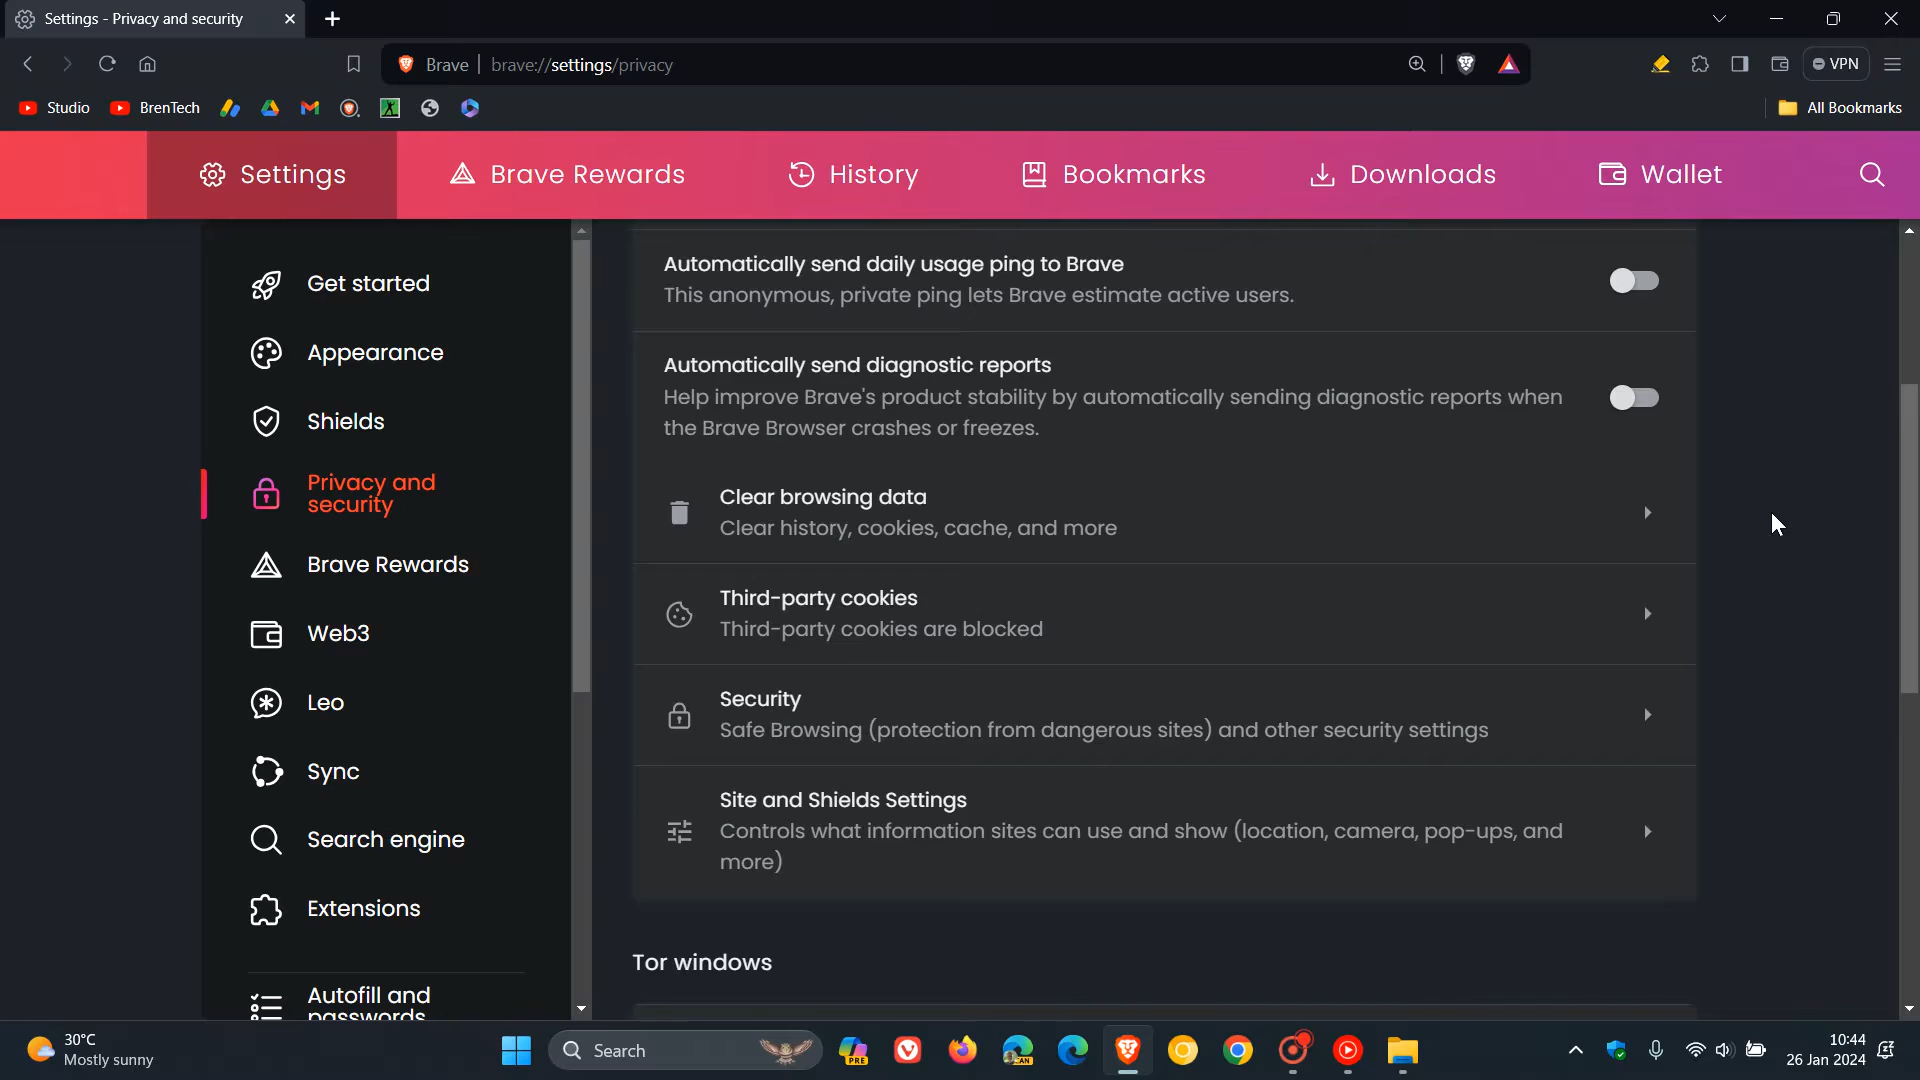 Settings - Privacy and security
Brave | brave://settings/privacy
VPN
Studio
BrenTech
All Bookmarks
Settings
Brave Rewards
History
Bookmarks
Downloads
Wallet
Get started
Appearance
Shields
Privacy and
security
Brave Rewards
Web3
Leo
Sync
Search engine
Extensions
Autofill and
passwords
Automatically send daily usage ping to Brave
This anonymous, private ping lets Brave estimate active users.
Automatically send diagnostic reports
Help improve Brave's product stability by automatically sending diagnostic reports when
the Brave Browser crashes or freezes.
Clear browsing data
Clear history, cookies, cache, and more
Third-party cookies
Third-party cookies are blocked
Security
Safe Browsing (protection from dangerous sites) and other security settings
Site and Shields Settings
Controls what information sites can use and show (location, camera, pop-ups, and
more)
Tor windows
30°C
Mostly sunny
Search
PRE
CAN
10:44
26 Jan 2024